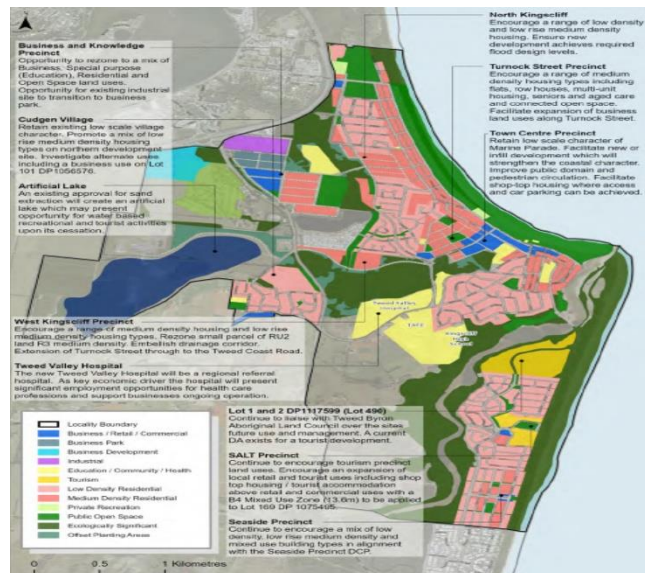 Business and Knowledge
Precinct
Opportunity to rezone to a mix of
Business. Special purpose
(Education), Residential and
Open Space land uses.
Opportunity for existing industrial
site to transition to business
park.
Cudgen Village
Retain existing low scale village
character. Promote a mix of low
rise medium density housing
types on northern development
site. Investigate alternate uses
including a business use on Lot
101 DP1056576.
Artificial Lake
An existing approval for sand
extraction will create an artificial
lake which may present
opportunity for water based
recreational and tourist activities
upon its cessation.
North Kingscliff
Encourage a range of low density
and low rise medium density
housing. Ensure new
development achieves required
flood design levels.
Turnock Street Precinct
Encourage a range of medium
density housing types including
flats, row houses, multi-unit
housing, seniors and aged care
and connected open space.
Facilitate expansion of business
land uses along Turnock Street.
Town Centre Precinct
Retain low scale character of
Marine Parade. Facilitate new or
infill development which will
strengthen the coastal character.
Improve public domain and
pedestrian circulation. Facilitate
shop-top housing where access
and car parking can be achieved.
Tweed Valley
Hospital
TAFE
Kingscliff
High
School
West Kingscliff Precinct
Encourage a range of medium density housing and low rise
medium density housing types. Rezone small parcel of RU2
land R3 medium density. Embellish drainage corridor.
Extension of Turnock Street through to the Tweed Coast Road.
Tweed Valley Hospital
The new Tweed Valley Hospital will be a regional referral
hospital. As key economic driver the hospital will present
significant employment opportunities for health care
professions and support businesses ongoing operation.
Lot 1 and 2 DP1117599 (Lot 490)
Continue to liaise with Tweed Byron
Aboriginal Land Council over the sites
future use and management. A current
DA exists for a tourist development.
SALT Precinct
Continue to encourage tourism precinct
land uses. Encourage an expansion of
local retail and tourist uses including shop
top housing / tourist accommodation
above retail and commercial uses with a
B4 Mixed Use Zone (13.6m) to be applied
to Lot 169 DP 1075495.
Seaside Precinct
Continue to encourage a mix of low
density, low rise medium density and
mixed use building types in alignment
with the Seaside Precinct DCP.
Locality Boundary
Business / Retail / Commercial
Business Park
Business Development
Industrial
Education / Community / Health
Tourism
Low Density Residential
Medium Density Residential
Private Recreation
Public Open Space
Ecologically Significant
Offset Planting Areas
0 0.5 1 Kilometres